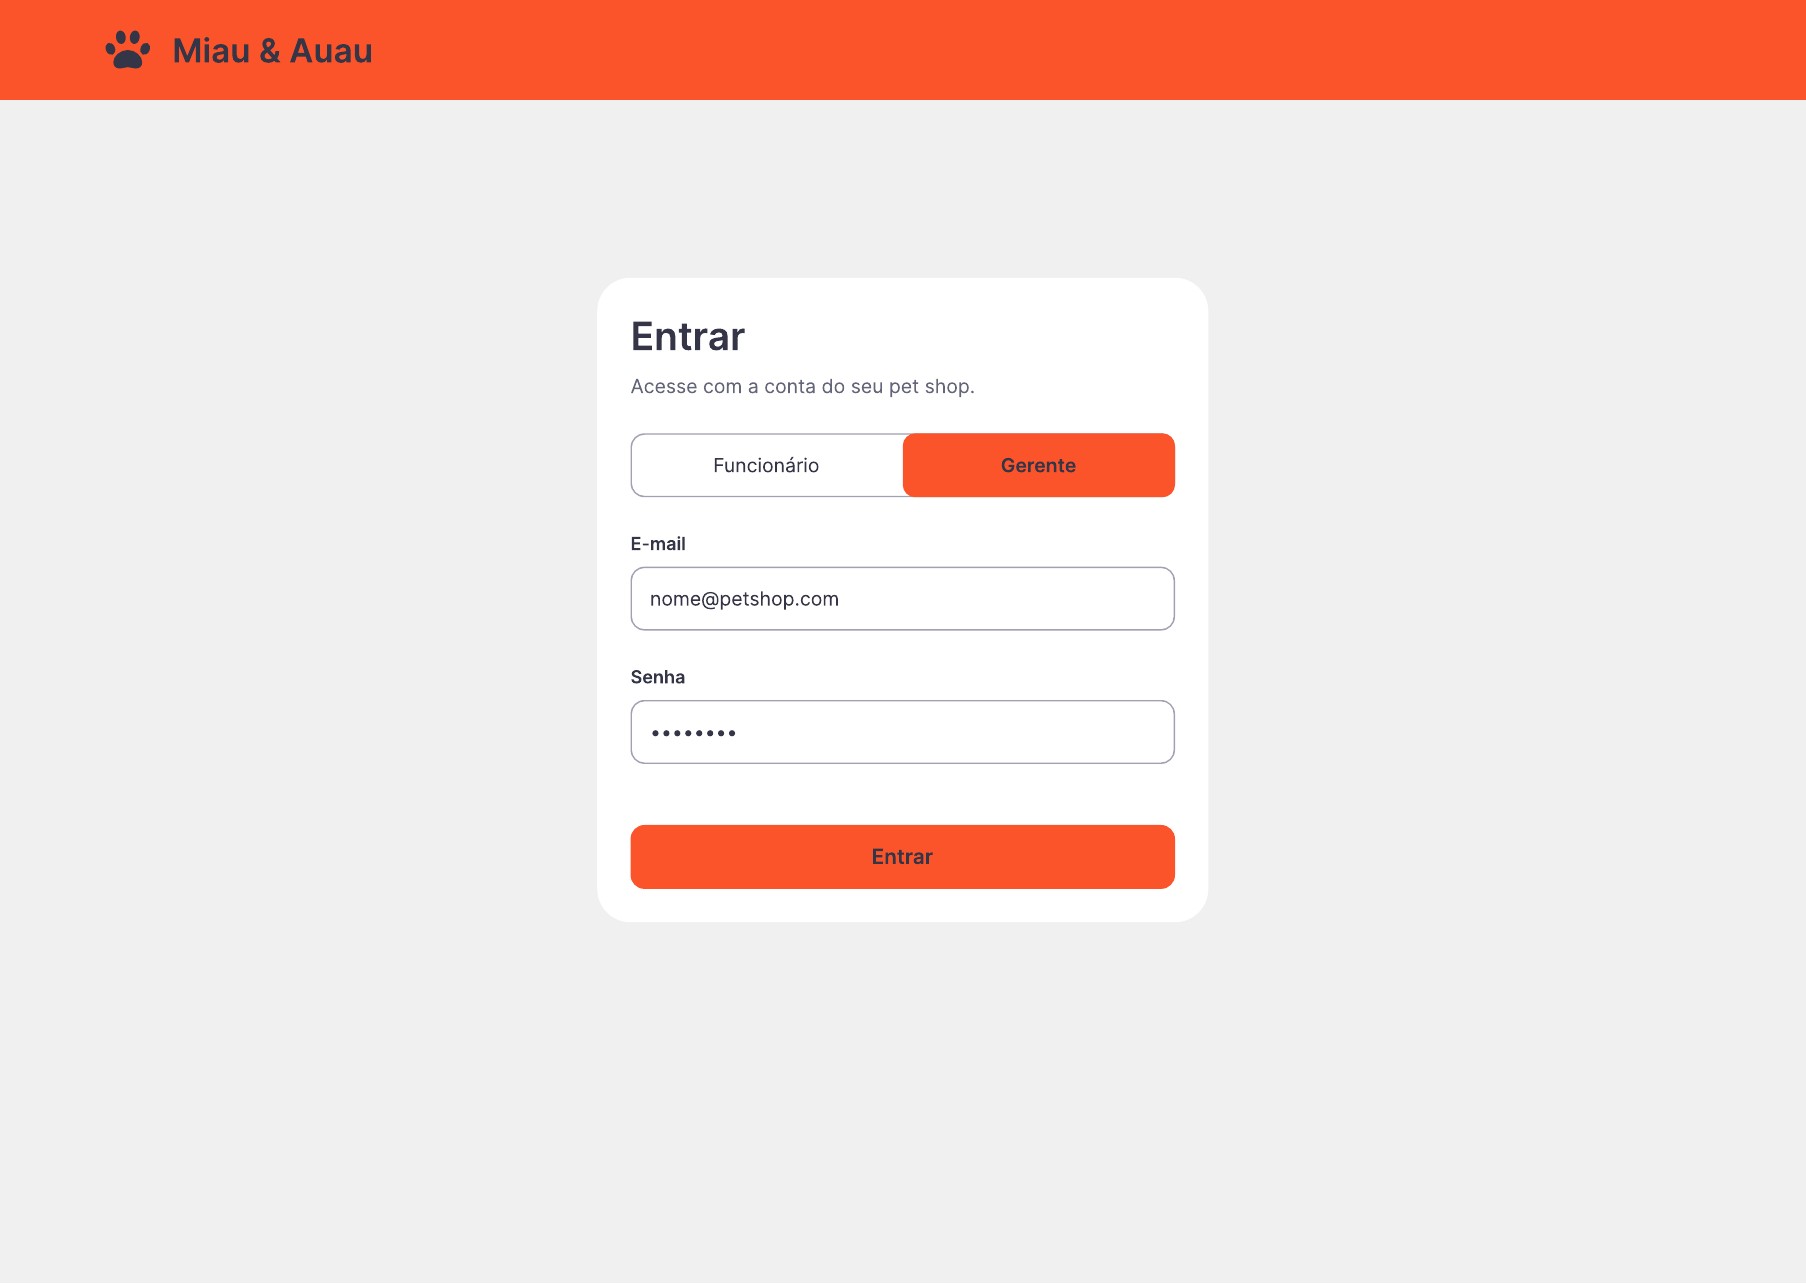 Miau & Auau
Entrar
Acesse com a conta do seu pet shop.
Funcionário
Gerente
E-mail
nome@petshop.com
Senha
••••••••
Entrar